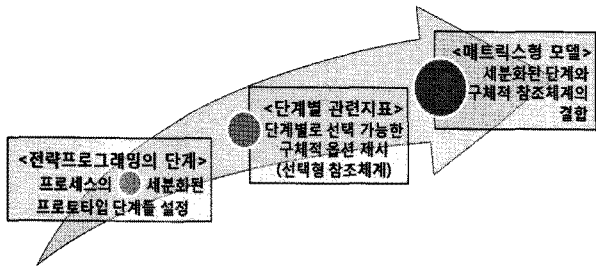 <전략프로그래밍의 단계>
프로세스의 세분화된
프로토타입 단계들 설정
<단계별 관련지표>
단계별로 선택 가능한
구체적 옵션 제시
(선택형 참조체계)
<매트릭스형 모델>
세분화된 단계와
구체적 참조체계의
결합